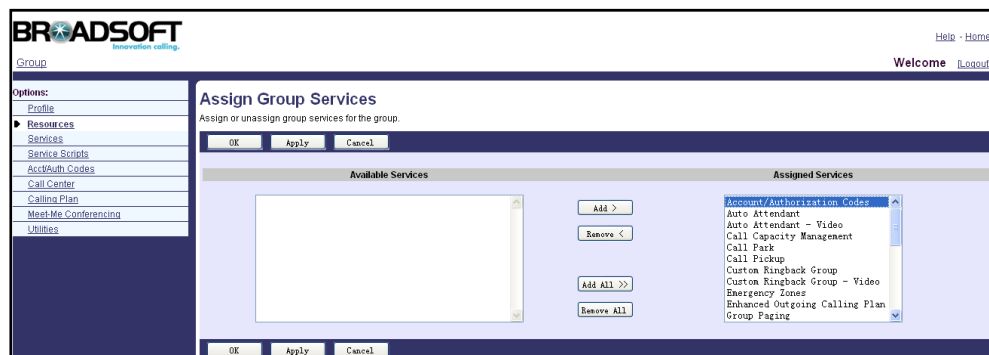 BROADSOFT
Innovation calling.
Help - Home
Group
Welcome [Logout
Options:
Profile
Resources
Services
Service Scripts
Acct/Auth Codes
Call Center
Calling Plan
Meet-Me Conferencing
Utilities
Assign Group Services
Assign or unassign group services for the group.
OK Apply Cancel
Available Services Assigned Services
Add >
Remove <
Add All >>
Remove All
Account/Authorization Codes
Auto Attendant
Auto Attendant - Video
Call Capacity Management
Call Park
Call Pickup
Custom Ringback Group
Custom Ringback Group - Video
Emergency Zones
Enhanced Outgoing Calling Plan
Group Paging
OK Apply Cancel